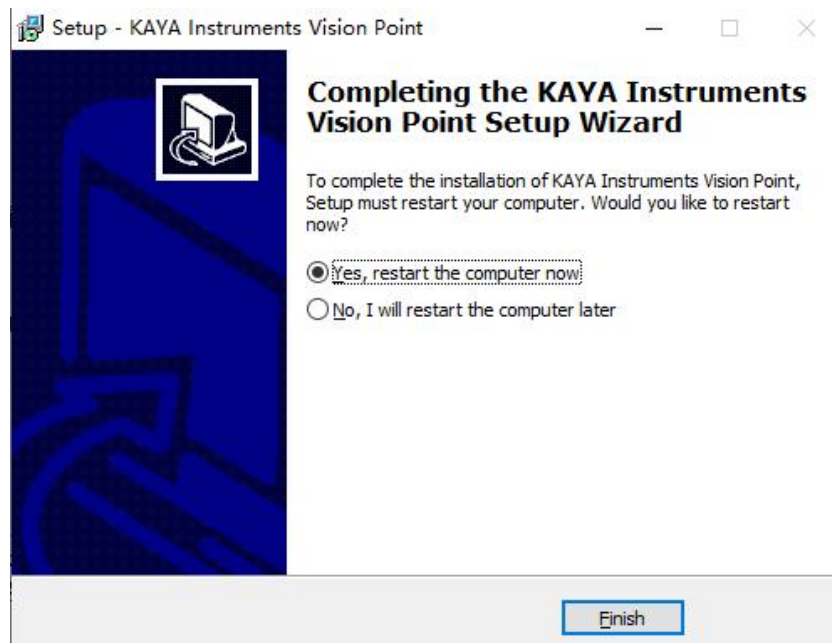 Setup - KAYA Instruments Vision Point
Completing the KAYA Instruments
Vision Point Setup Wizard
To complete the installation of KAYA Instruments Vision Point,
Setup must restart your computer. Would you like to restart
now?
Yes, restart the computer now
No, I will restart the computer later
Finish